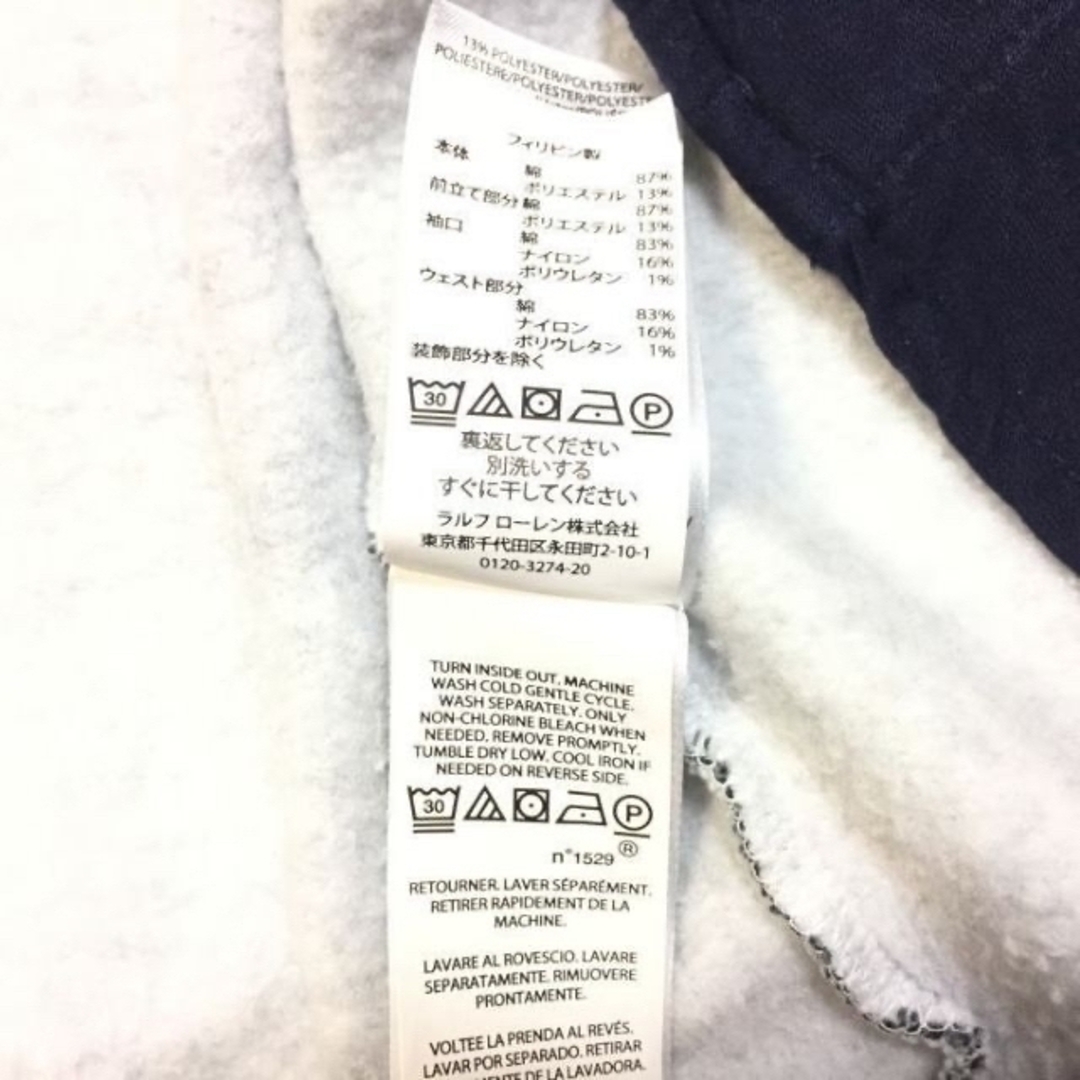 13% POLYESTER/POLYESTER/
POLIESTERE/POLYESTER/POLYEST
フィリピン製
本体
綿 87%
ポリエステル 13%
前立て部分 綿 87%
ポリエステル 13%
袖口
綿 83%
ナイロン 16%
ポリウレタン 1%
ウェスト部分
綿 83%
ナイロン 16%
ポリウレタン 1%
装飾部分を除く
30 P
裏返してください
別洗いする
すぐに干してください
ラルフ ローレン株式会社
東京都千代田区永田町2-10-1
0120-3274-20
TURN INSIDE OUT. MACHINE
WASH COLD GENTLE CYCLE.
WASH SEPARATELY. ONLY
NON-CHLORINE BLEACH WHEN
NEEDED. REMOVE PROMPTLY.
TUMBLE DRY LOW. COOL IRON IF
NEEDED ON REVERSE SIDE.
30 P
n°1529 ®
RETOURNER. LAVER SÉPARÉMENT.
RETIRER RAPIDEMENT DE LA
MACHINE.
LAVARE AL ROVESCIO. LAVARE
SEPARATAMENTE. RIMUOVERE
PRONTAMENTE.
VOLTEE LA PRENDA AL REVÉS.
LAVAR POR SEPARADO. RETIRAR
MENTE DE LA LAVADORA.